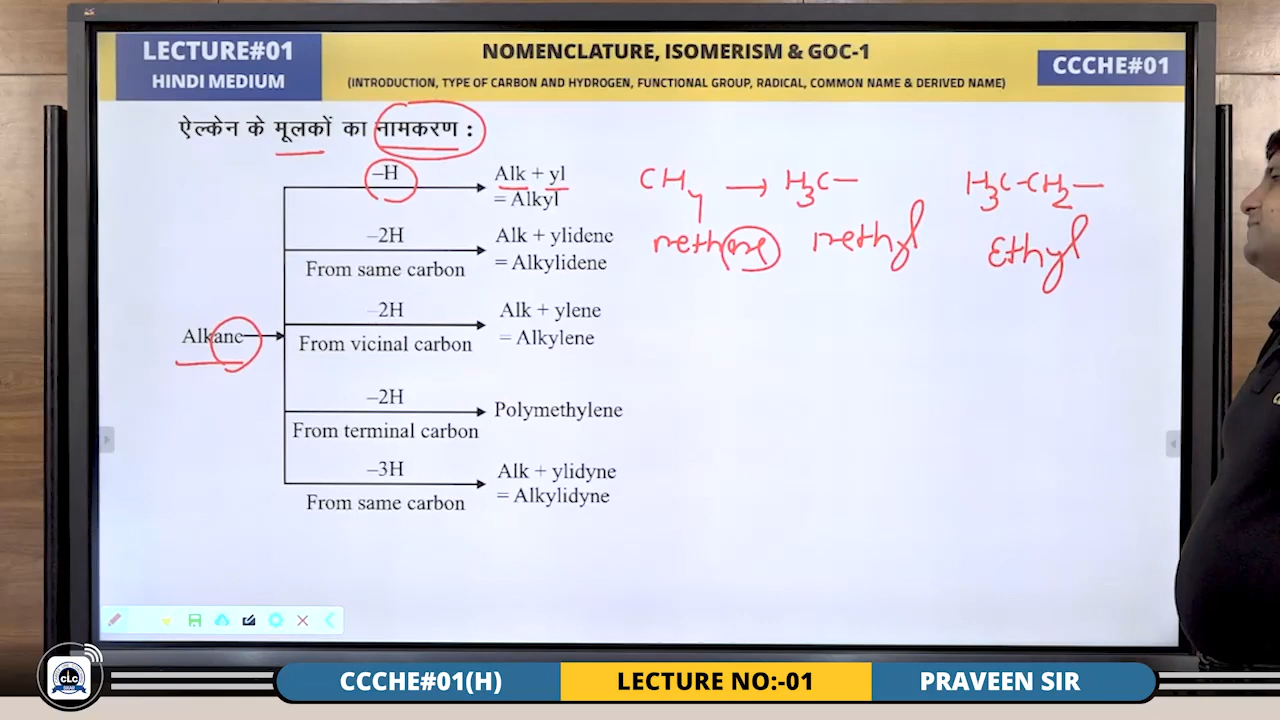 LECTURE#01
HINDI MEDIUM
NOMENCLATURE, ISOMERISM & GOC-1
(INTRODUCTION, TYPE OF CARBON AND HYDROGEN, FUNCTIONAL GROUP, RADICAL, COMMON NAME & DERIVED NAME)
CCCHE#01
ऐल्केन के मूलकों का नामकरण :
–H
Alk + yl
= Alkyl
–2H
From same carbon
Alk + ylidene
= Alkylidene
Alkane
–2H
From vicinal carbon
Alk + ylene
= Alkylene
–2H
From terminal carbon
Polymethylene
–3H
From same carbon
Alk + ylidyne
= Alkylidyne
CH4 → H3C–
H3C–CH2–
methane methyl
Ethyl
CLC
SIKAR
CCCHE#01(H)
LECTURE NO:-01
PRAVEEN SIR